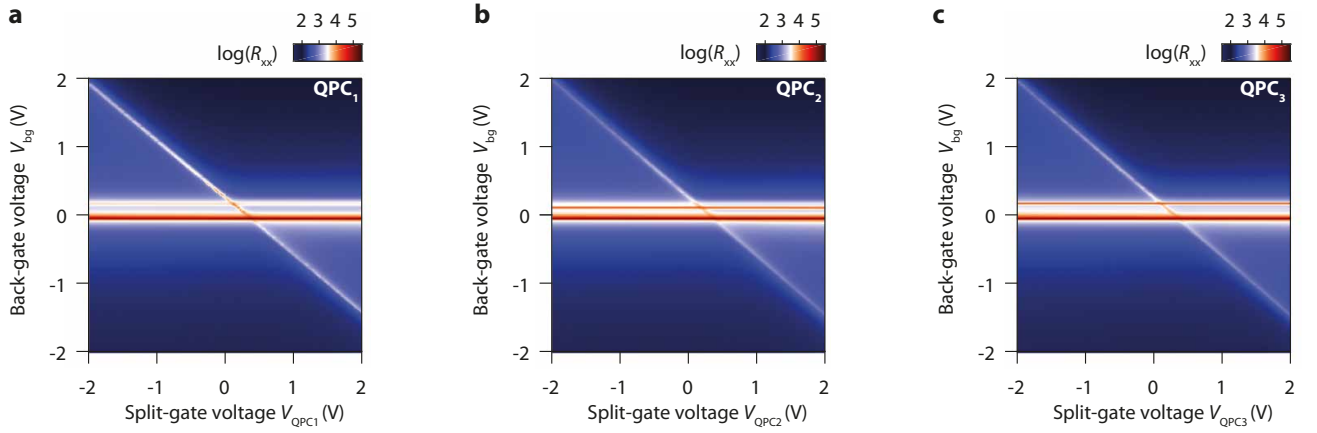 a
2 3 4 5
log(Rxx)
QPC1
2
1
0
-1
-2
Back-gate voltage Vbg (V)
-2 -1 0 1 2
Split-gate voltage VQPC1 (V)
b
2 3 4 5
log(Rxx)
QPC2
2
1
0
-1
-2
Back-gate voltage Vbg (V)
-2 -1 0 1 2
Split-gate voltage VQPC2 (V)
c
2 3 4 5
log(Rxx)
QPC3
2
1
0
-1
-2
Back-gate voltage Vbg (V)
-2 -1 0 1 2
Split-gate voltage VQPC3 (V)